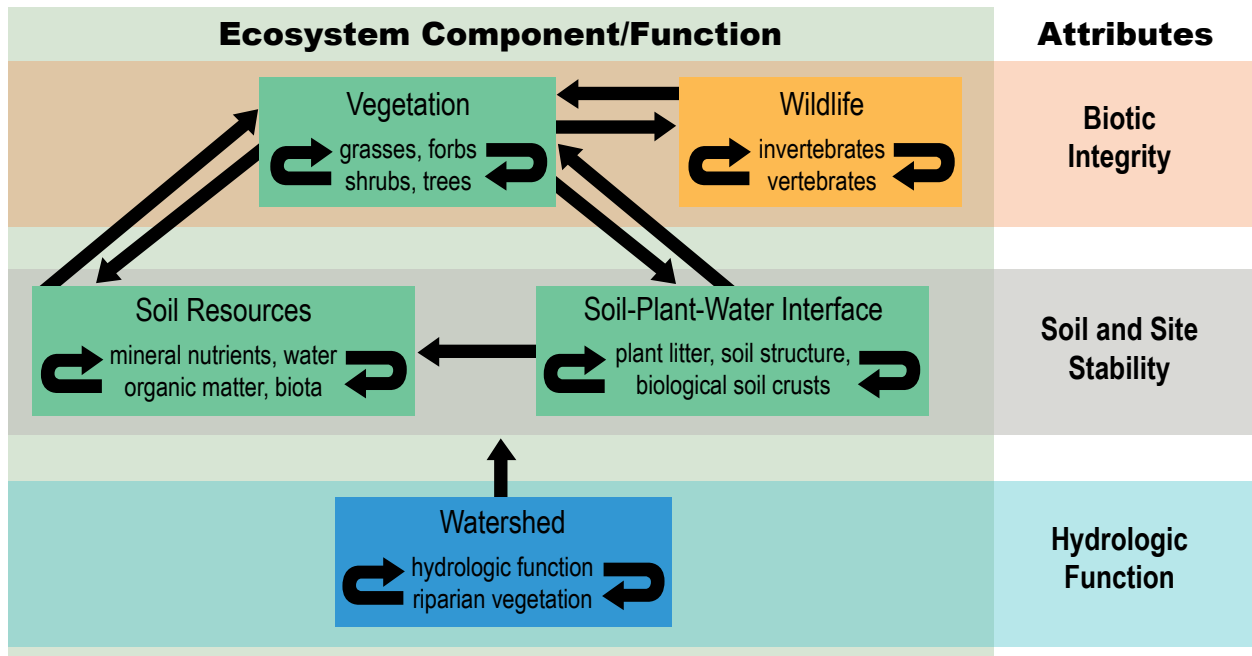 Ecosystem Component/Function
Attributes
Vegetation
grasses, forbs
shrubs, trees
Wildlife
invertebrates
vertebrates
Biotic
Integrity
Soil Resources
mineral nutrients, water
organic matter, biota
Soil-Plant-Water Interface
plant litter, soil structure,
biological soil crusts
Soil and Site
Stability
Watershed
hydrologic function
riparian vegetation
Hydrologic
Function